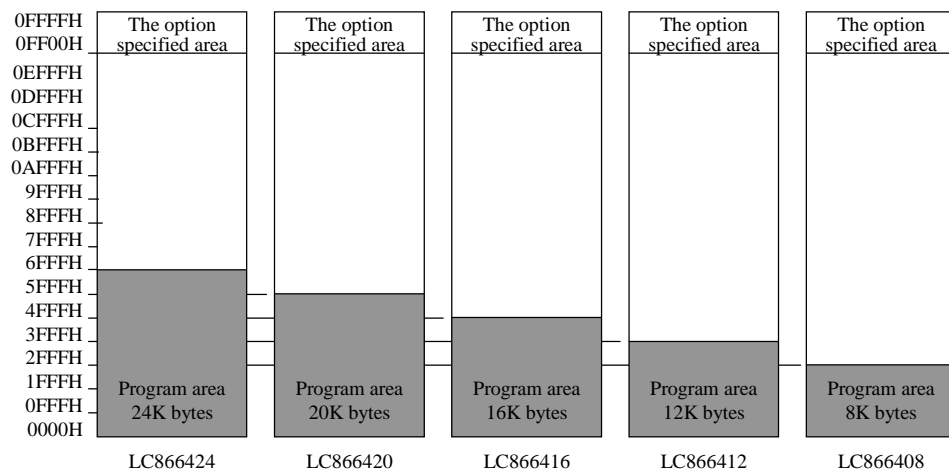 0FFFFH
0FF00H
0EFFFH
0DFFFH
0CFFFH
0BFFFH
0AFFFH
9FFFH
8FFFH
7FFFH
6FFFH
5FFFH
4FFFH
3FFFH
2FFFH
1FFFH
0FFFH
0000H
The option
specified area
Program area
24K bytes
LC866424
The option
specified area
Program area
20K bytes
LC866420
The option
specified area
Program area
16K bytes
LC866416
The option
specified area
Program area
12K bytes
LC866412
The option
specified area
Program area
8K bytes
LC866408